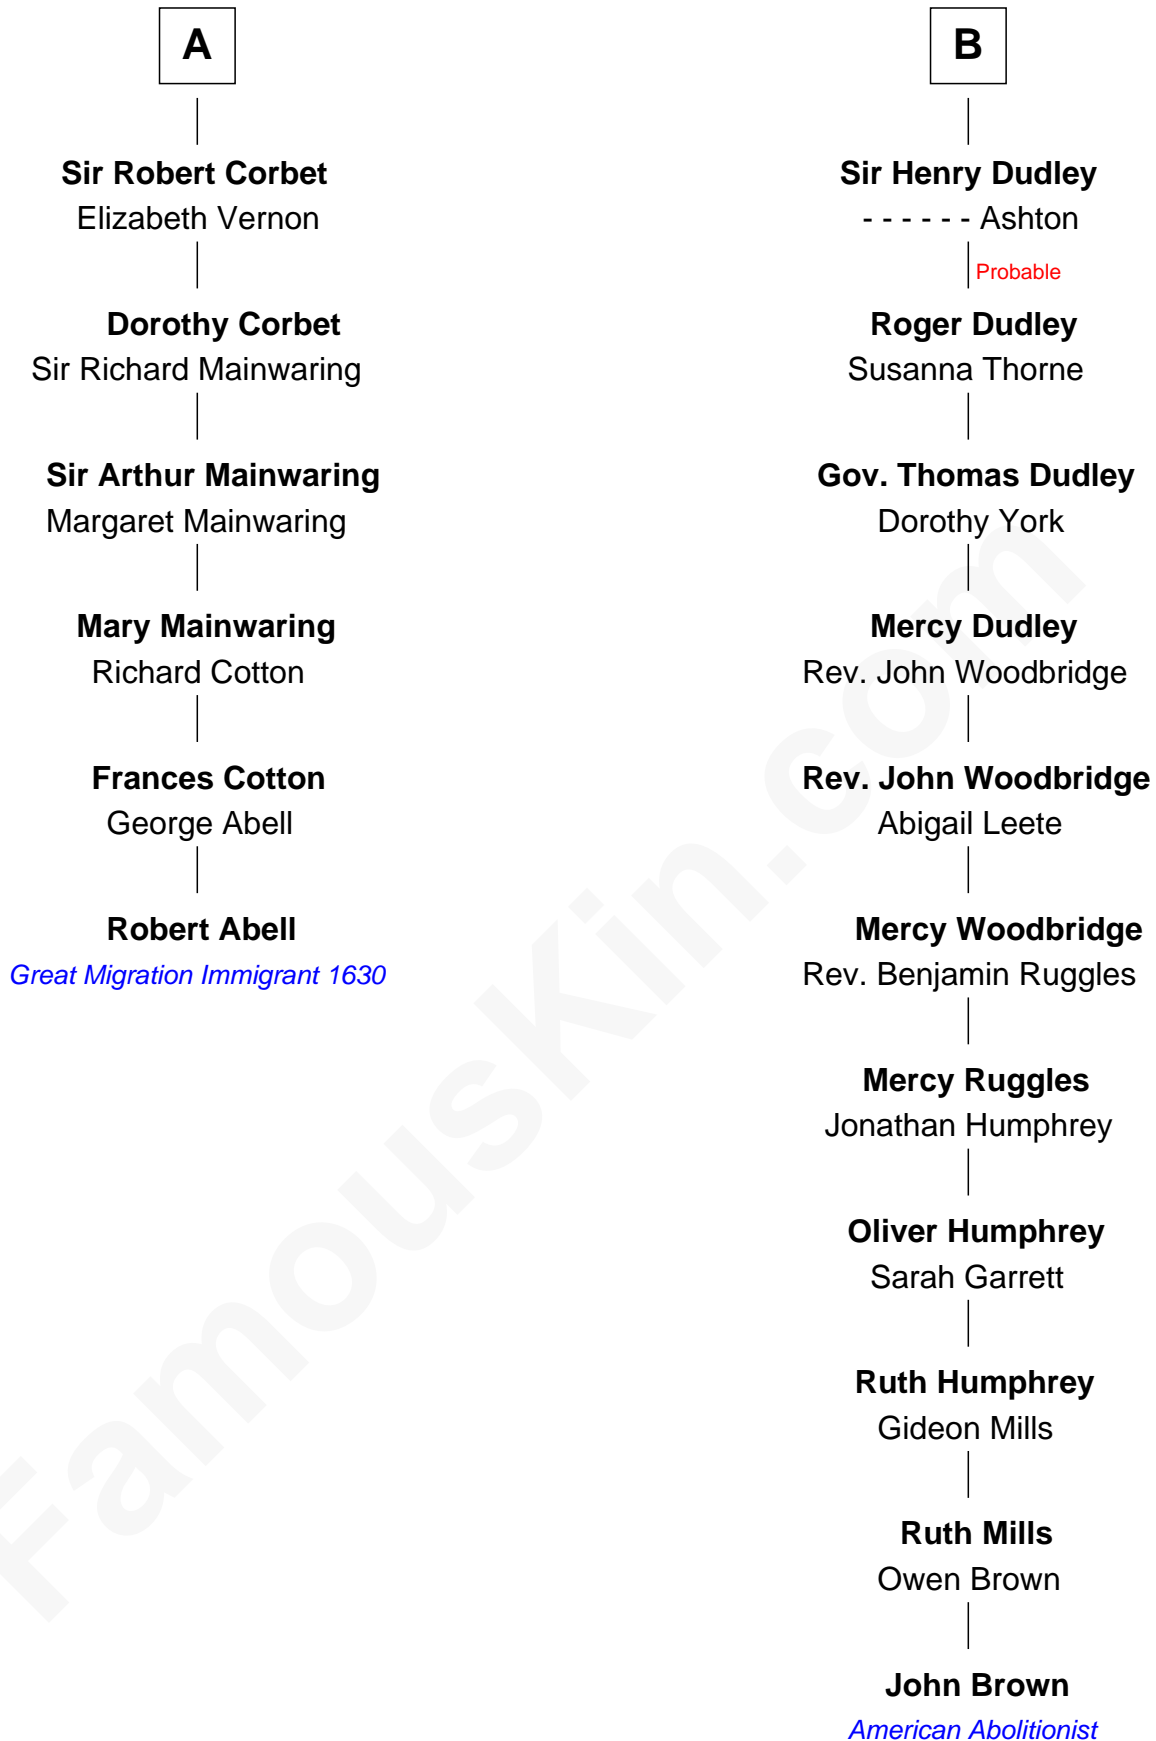 A
Sir Robert Corbet
Elizabeth Vernon
Dorothy Corbet
Sir Richard Mainwaring
Sir Arthur Mainwaring
Margaret Mainwaring
Mary Mainwaring
Richard Cotton
Frances Cotton
George Abell
Robert Abell
Great Migration Immigrant 1630
B
Sir Henry Dudley
- - - - - - Ashton
Probable
Roger Dudley
Susanna Thorne
Gov. Thomas Dudley
Dorothy York
Mercy Dudley
Rev. John Woodbridge
Rev. John Woodbridge
Abigail Leete
Mercy Woodbridge
Rev. Benjamin Ruggles
Mercy Ruggles
Jonathan Humphrey
Oliver Humphrey
Sarah Garrett
Ruth Humphrey
Gideon Mills
Ruth Mills
Owen Brown
John Brown
American Abolitionist
FamousKin.com